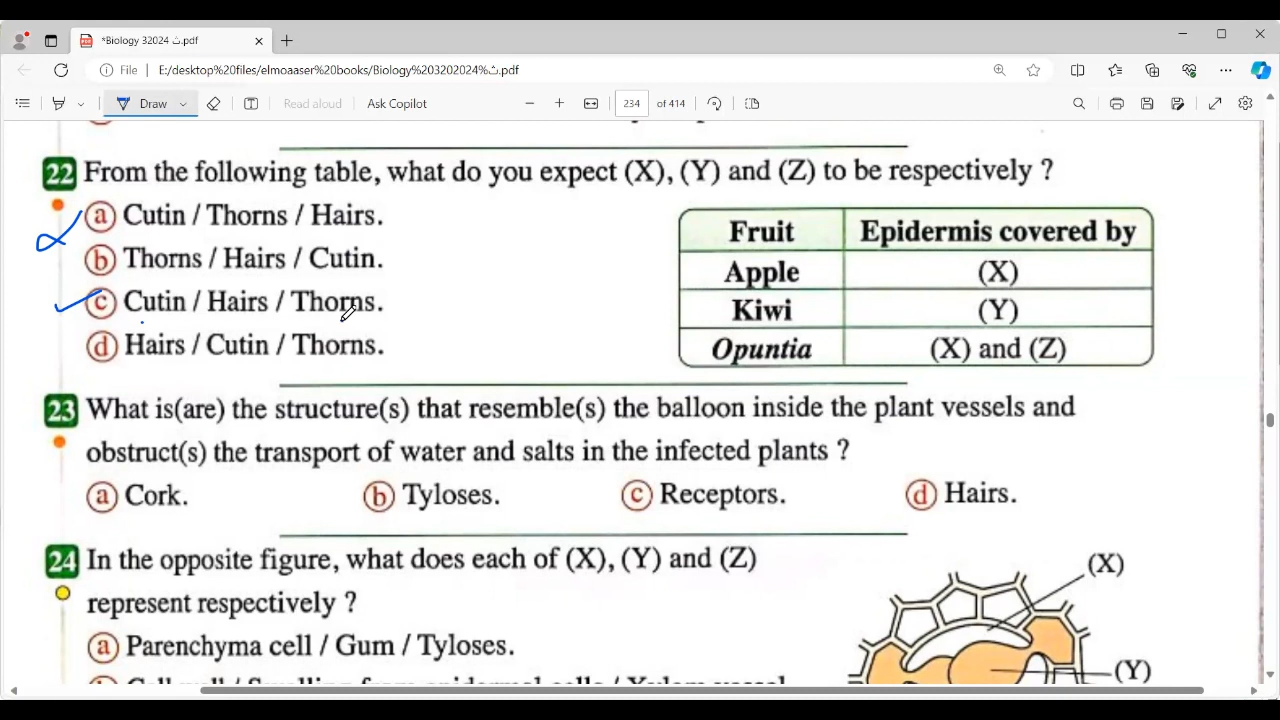 *Biology 32024 ث.pdf
File
E:/desktop%20files/elmoaaser%20books/Biology%203202024%ث.pdf
Draw
Read aloud
Ask Copilot
234 of 414
22 From the following table, what do you expect (X), (Y) and (Z) to be respectively ?
a Cutin / Thorns / Hairs.
b Thorns / Hairs / Cutin.
c Cutin / Hairs / Thorns.
d Hairs / Cutin / Thorns.
Fruit Epidermis covered by
Apple (X)
Kiwi (Y)
Opuntia (X) and (Z)
23 What is(are) the structure(s) that resemble(s) the balloon inside the plant vessels and
obstruct(s) the transport of water and salts in the infected plants ?
a Cork. b Tyloses. c Receptors. d Hairs.
24 In the opposite figure, what does each of (X), (Y) and (Z)
represent respectively ?
a Parenchyma cell / Gum / Tyloses.
(X)
(Y)